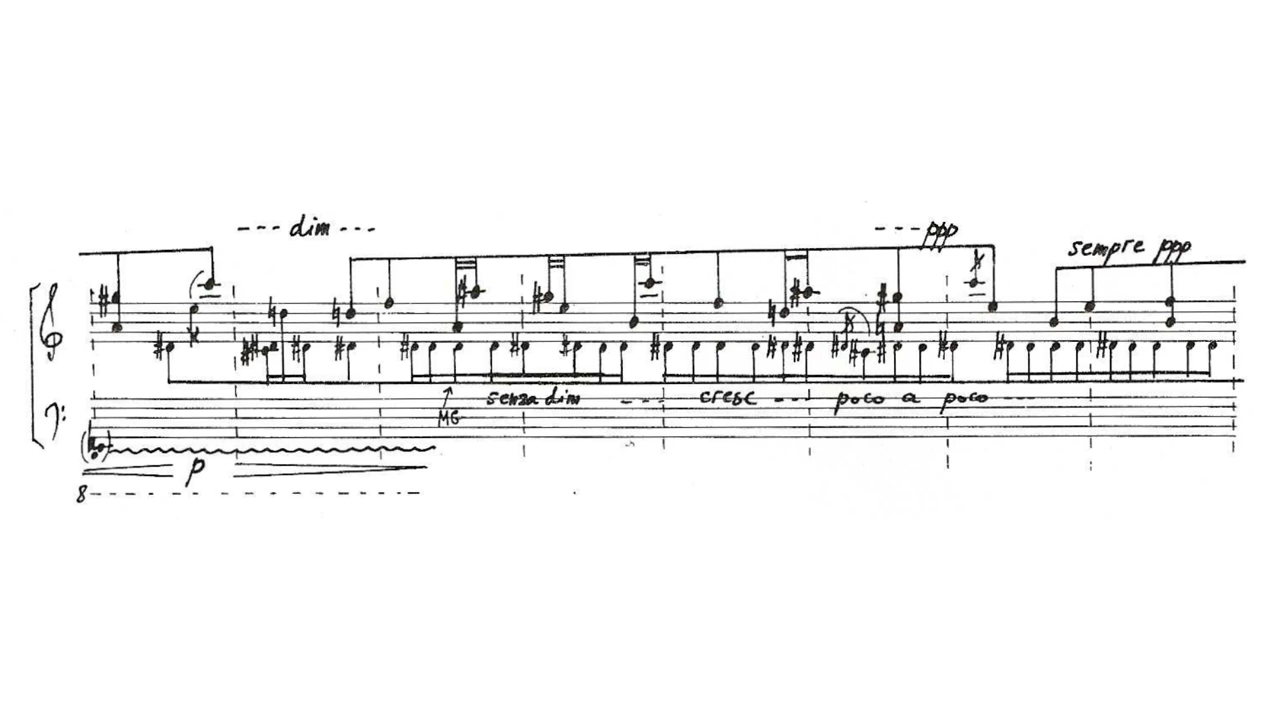 --- dim ---
--- ppp
sempre ppp
senza dim --- cresc --- poco a poco ---
MG
p
8